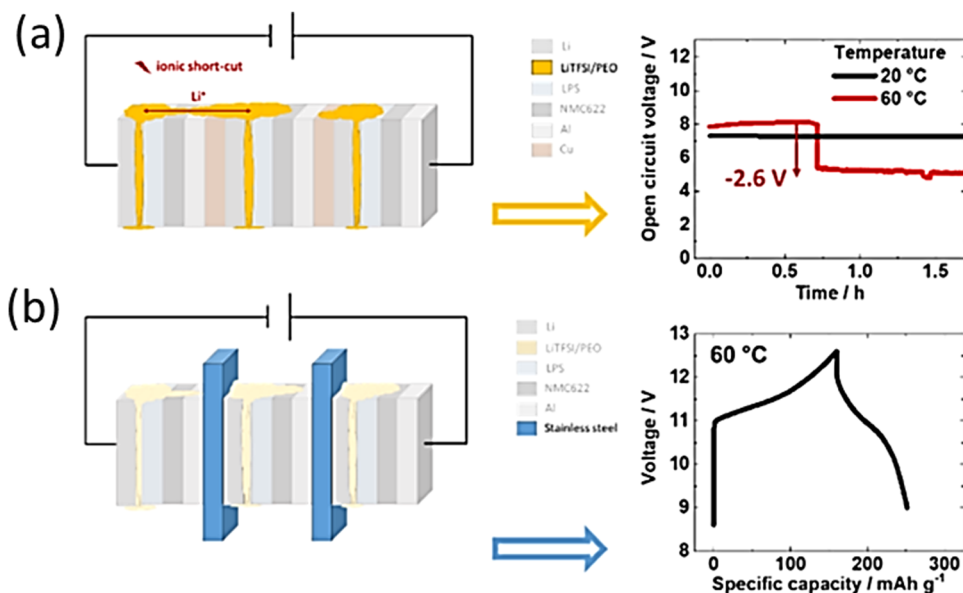 (a)
ionic short-cut
Li⁺
Li
LiTFSI/PEO
LPS
NMC622
Al
Cu
Open circuit voltage / V
12
10
8
6
4
2
Temperature
20 °C
60 °C
-2.6 V
0.0 0.5 1.0 1.5
Time / h
(b)
Li
LiTFSI/PEO
LPS
NMC622
Al
Stainless steel
Voltage / V
13
12
11
10
9
8
60 °C
0 100 200 300
Specific capacity / mAh g⁻¹